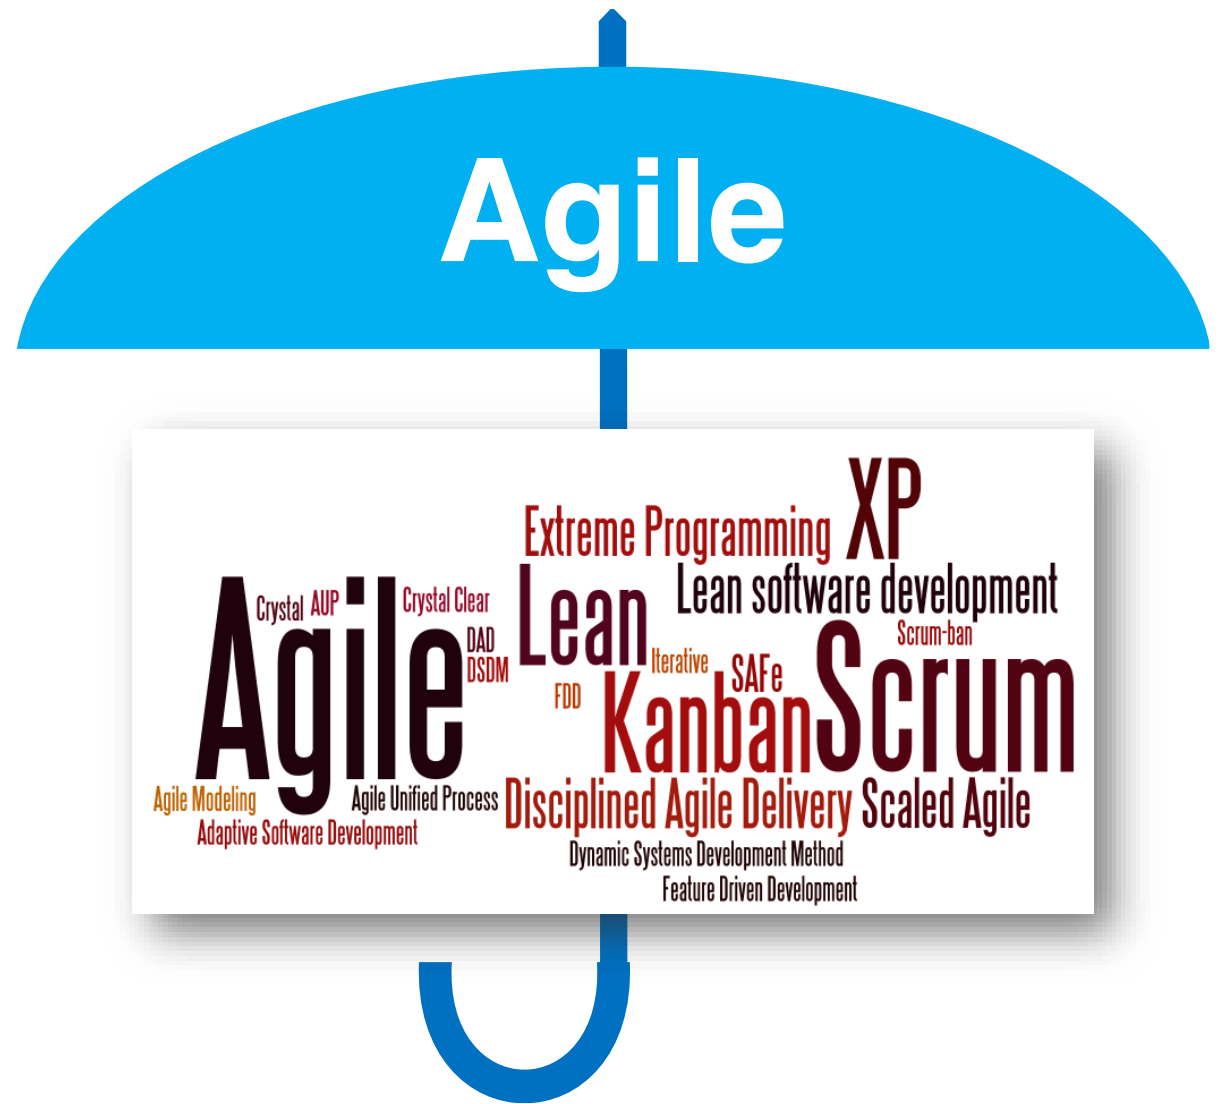 Agile
XP
Extreme Programming
Lean
Lean software development
Agile
Crystal
AUP
Crystal Clear
DAD
DSDM
Scrum-ban
Iterative
SAFe
FDD
Kanban
Scrum
Agile Modeling
Agile Unified Process
Disciplined Agile Delivery
Scaled Agile
Adaptive Software Development
Dynamic Systems Development Method
Feature Driven Development